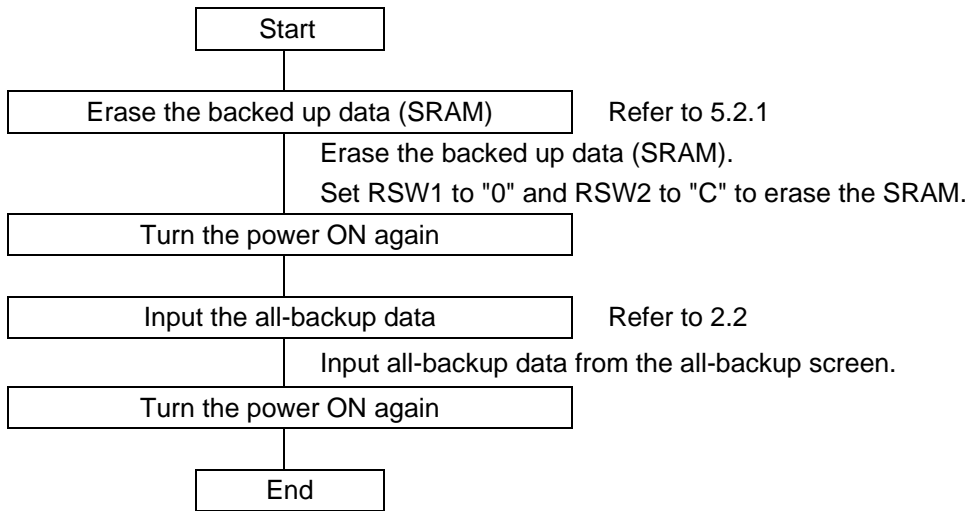 Start
Erase the backed up data (SRAM)
Refer to 5.2.1
Erase the backed up data (SRAM).
Set RSW1 to "0" and RSW2 to "C" to erase the SRAM.
Turn the power ON again
Input the all-backup data
Refer to 2.2
Input all-backup data from the all-backup screen.
Turn the power ON again
End